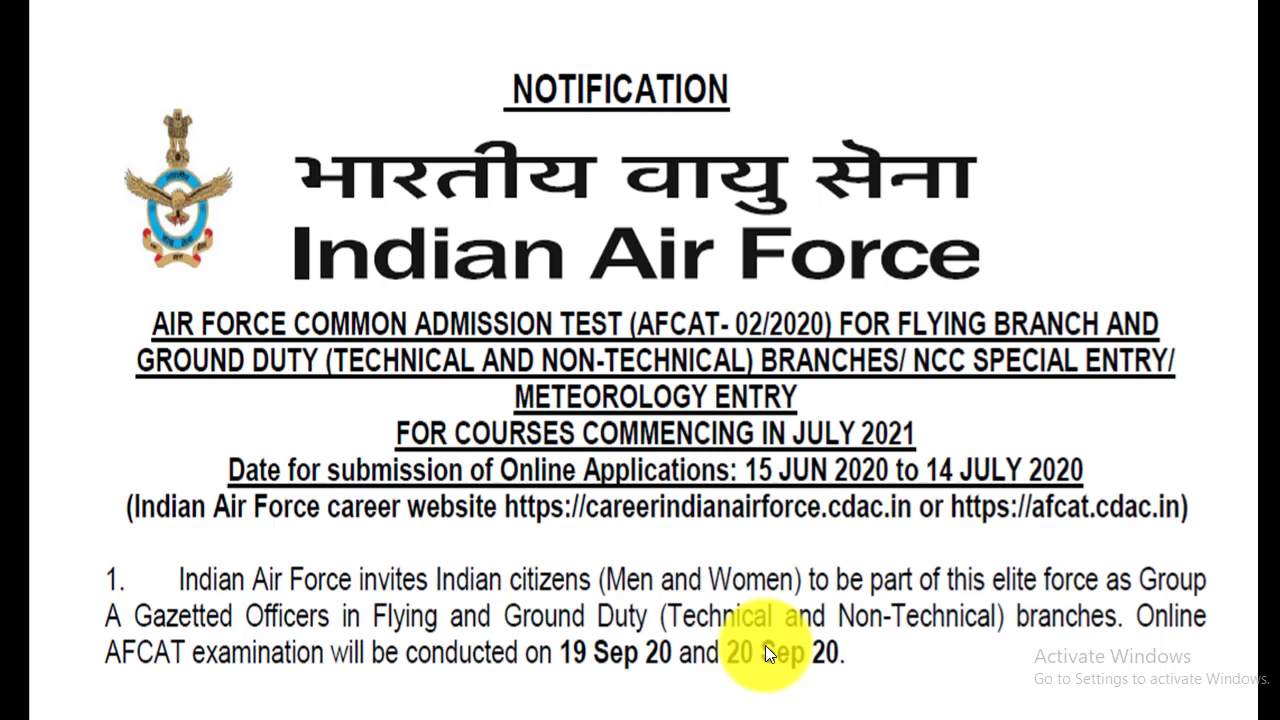 NOTIFICATION
भारतीय वायु सेना
Indian Air Force
AIR FORCE COMMON ADMISSION TEST (AFCAT- 02/2020) FOR FLYING BRANCH AND
GROUND DUTY (TECHNICAL AND NON-TECHNICAL) BRANCHES/ NCC SPECIAL ENTRY/
METEOROLOGY ENTRY
FOR COURSES COMMENCING IN JULY 2021
Date for submission of Online Applications: 15 JUN 2020 to 14 JULY 2020
(Indian Air Force career website https://careerindianairforce.cdac.in or https://afcat.cdac.in)
1. Indian Air Force invites Indian citizens (Men and Women) to be part of this elite force as Group
A Gazetted Officers in Flying and Ground Duty (Technical and Non-Technical) branches. Online
AFCAT examination will be conducted on 19 Sep 20 and 20 Sep 20.
Activate Windows
Go to Settings to activate Windows.